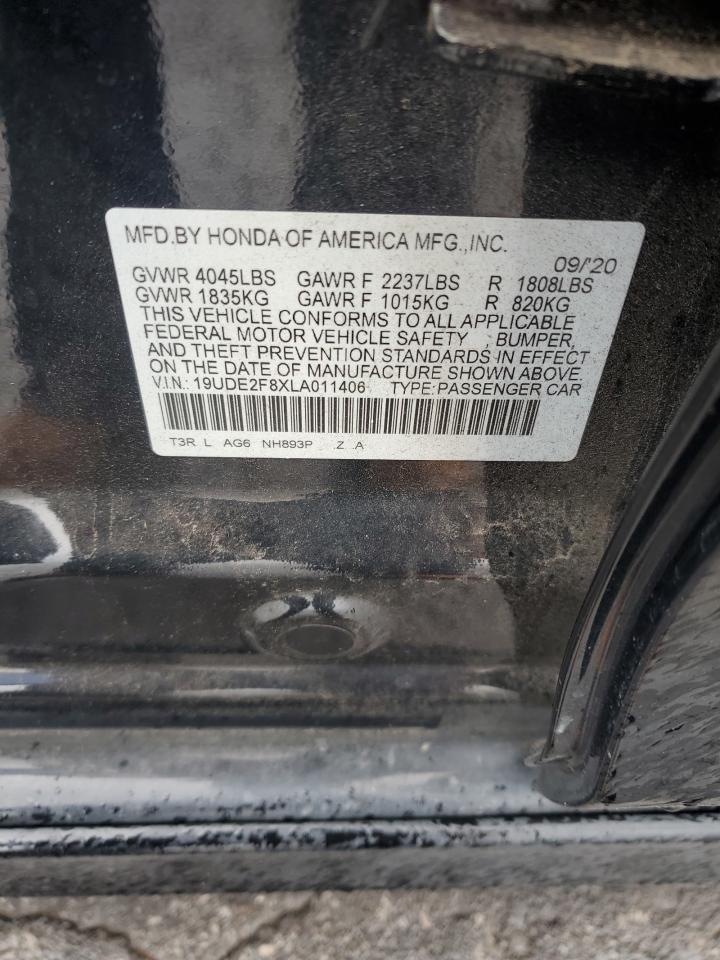 MFD.BY HONDA OF AMERICA MFG.,INC.
09/'20
GVWR 4045LBS GAWR F 2237LBS R 1808LBS
GVWR 1835KG GAWR F 1015KG R 820KG
THIS VEHICLE CONFORMS TO ALL APPLICABLE
FEDERAL MOTOR VEHICLE SAFETY , BUMPER,
AND THEFT PREVENTION STANDARDS IN EFFECT
ON THE DATE OF MANUFACTURE SHOWN ABOVE.
V.I.N.: 19UDE2F8XLA011406 TYPE:PASSENGER CAR
T3R L AG6 NH893P .Z .A